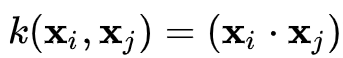 k(𝐱ᵢ, 𝐱ⱼ) = (𝐱ᵢ · 𝐱ⱼ)